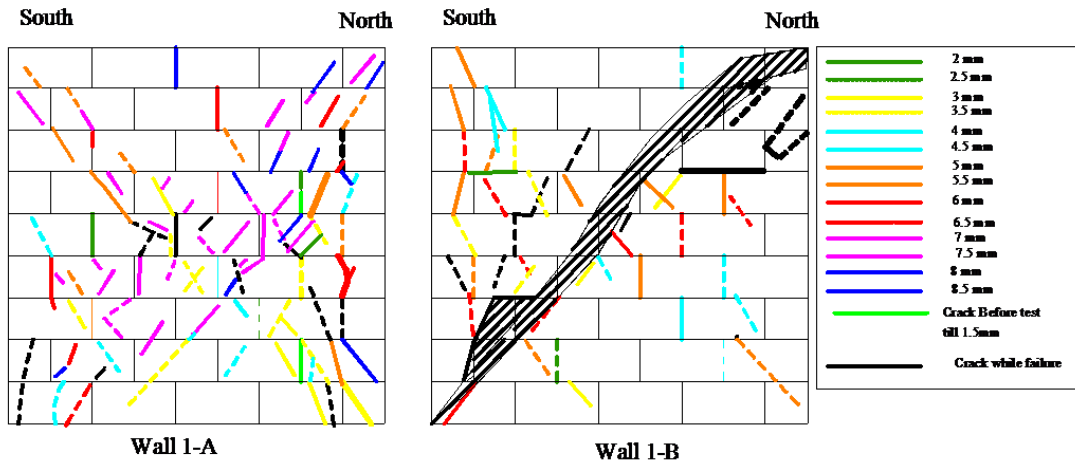 South
North
South
North
2 mm
2.5 mm
3 mm
3.5 mm
4 mm
4.5 mm
5 mm
5.5 mm
6 mm
6.5 mm
7 mm
7.5 mm
8 mm
8.5 mm
Crack Before test
till 1.5mm
Crack while failure
Wall 1-A
Wall 1-B